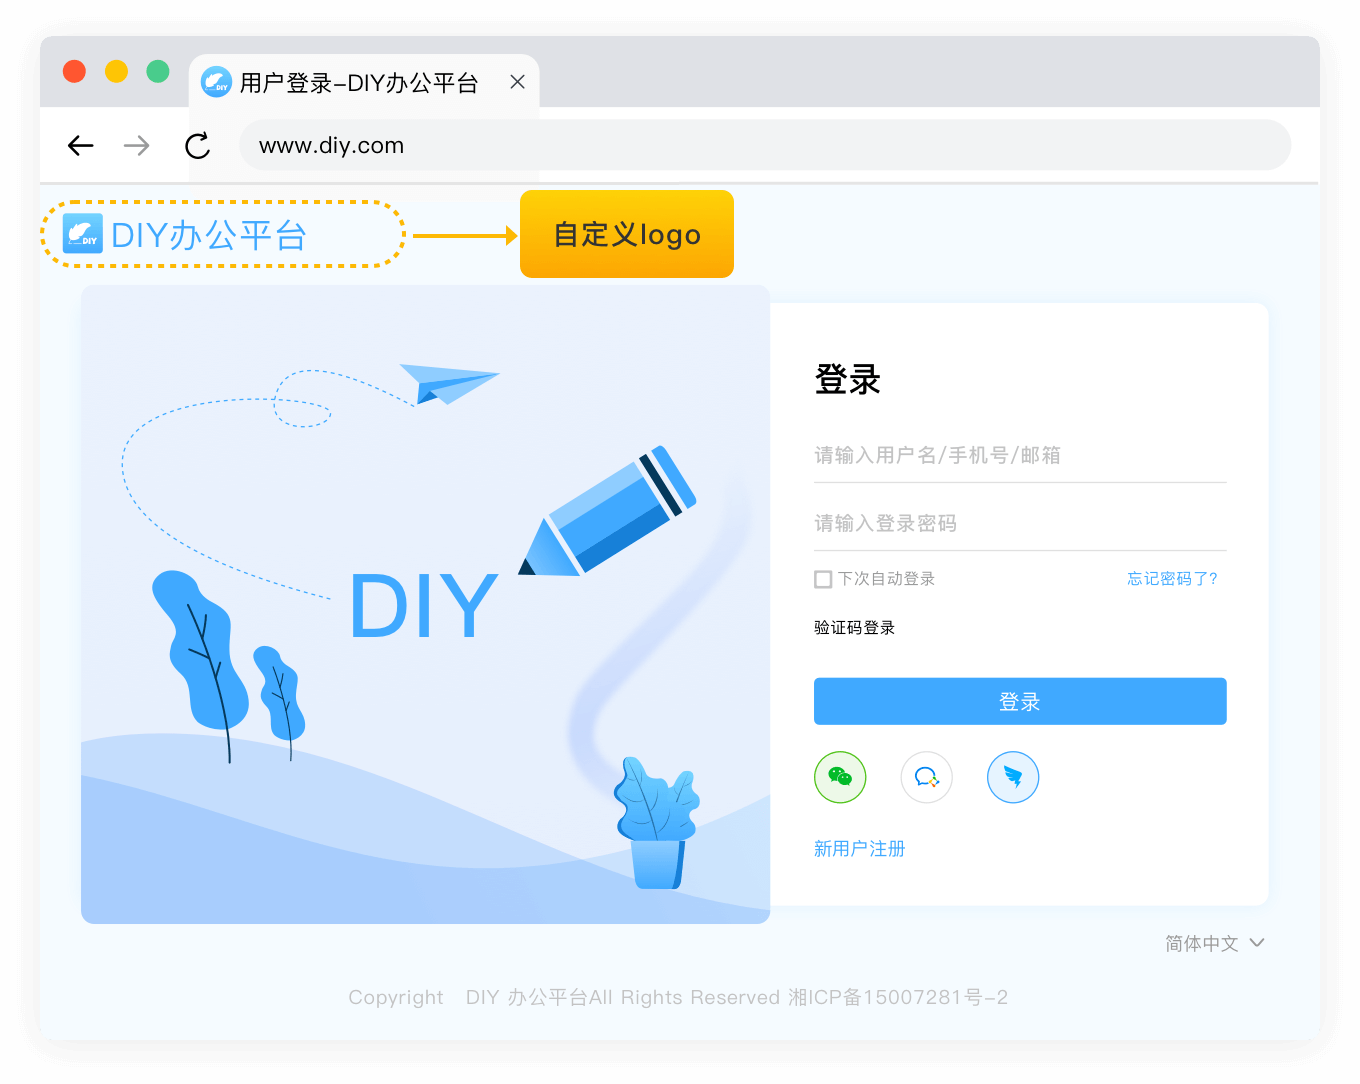 用户登录-DIY办公平台
www.diy.com
DIY
DIY办公平台
自定义logo
DIY
登录
请输入用户名/手机号/邮箱
请输入登录密码
下次自动登录
忘记密码了?
验证码登录
登录
新用户注册
简体中文
Copyright DIY 办公平台All Rights Reserved 湘ICP备15007281号-2